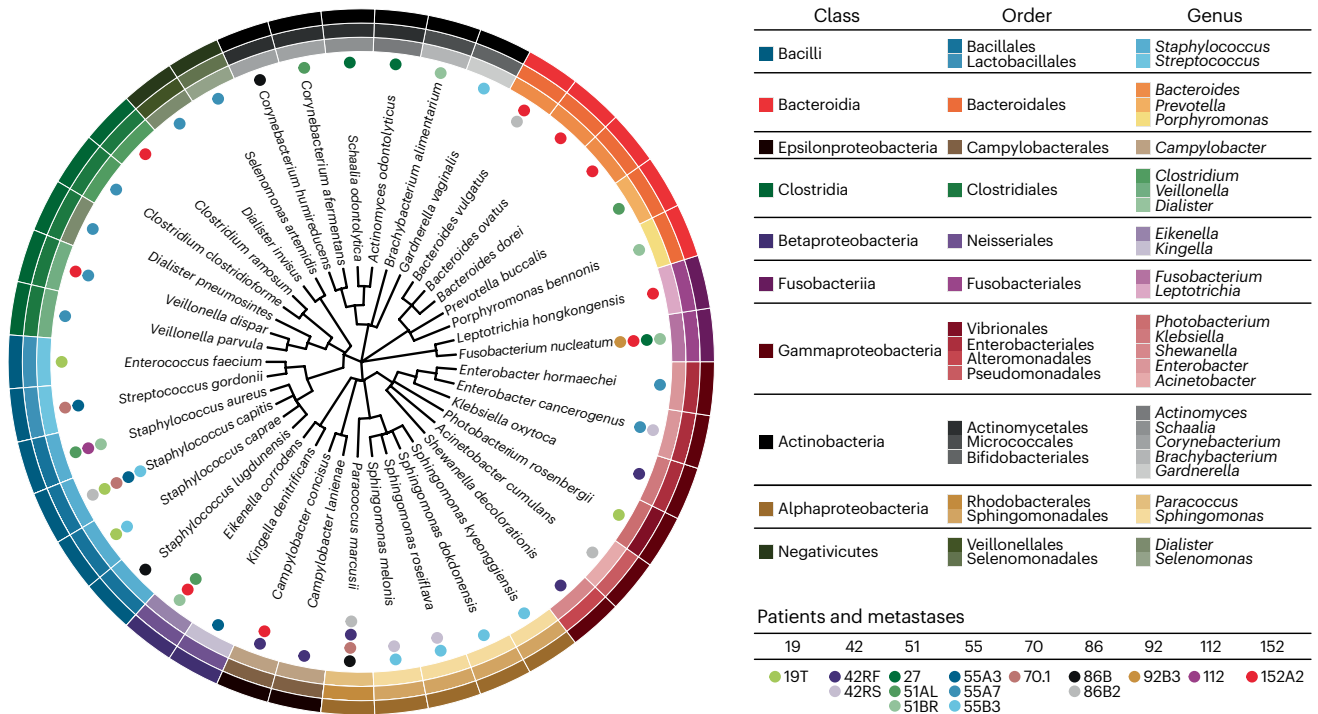 Corynebacterium humireducens
Corynebacterium afermentans
Schaalia odontolytica
Actinomyces odontolyticus
Brachybacterium alimentarium
Gardnerella vaginalis
Bacteroides vulgatus
Bacteroides ovatus
Bacteroides dorei
Prevotella buccalis
Porphyromonas bennonis
Leptotrichia hongkongensis
Fusobacterium nucleatum
Enterobacter hormaechei
Enterobacter cancerogenus
Klebsiella oxytoca
Photobacterium rosenbergii
Acinetobacter cumulans
Shewanella decolorationis
Sphingomonas kyeonggiensis
Sphingomonas dokdonensis
Sphingomonas roseiflava
Sphingomonas melonis
Paracoccus marcusii
Campylobacter lanienae
Campylobacter concisus
Kingella denitrificans
Eikenella corrodens
Staphylococcus lugdunensis
Staphylococcus caprae
Staphylococcus capitis
Staphylococcus aureus
Streptococcus gordonii
Enterococcus faecium
Veillonella parvula
Veillonella dispar
Dialister pneumosintes
Clostridium clostridioforme
Clostridium ramosum
Dialister invisus
Selenomonas artemidis
Class Order Genus
Bacilli
Bacillales
Lactobacillales
Staphylococcus
Streptococcus
Bacteroidia
Bacteroidales
Bacteroides
Prevotella
Porphyromonas
Epsilonproteobacteria
Campylobacterales
Campylobacter
Clostridia
Clostridiales
Clostridium
Veillonella
Dialister
Betaproteobacteria
Neisseriales
Eikenella
Kingella
Fusobacteriia
Fusobacteriales
Fusobacterium
Leptotrichia
Gammaproteobacteria
Vibrionales
Enterobacteriales
Alteromonadales
Pseudomonadales
Photobacterium
Klebsiella
Shewanella
Enterobacter
Acinetobacter
Actinobacteria
Actinomycetales
Micrococcales
Bifidobacteriales
Actinomyces
Schaalia
Corynebacterium
Brachybacterium
Gardnerella
Alphaproteobacteria
Rhodobacterales
Sphingomonadales
Paracoccus
Sphingomonas
Negativicutes
Veillonellales
Selenomonadales
Dialister
Selenomonas
Patients and metastases
19 42 51 55 70 86 92 112 152
19T 42RF 27 55A3 70.1 86B 92B3 112 152A2
42RS 51AL 55A7 86B2
51BR 55B3